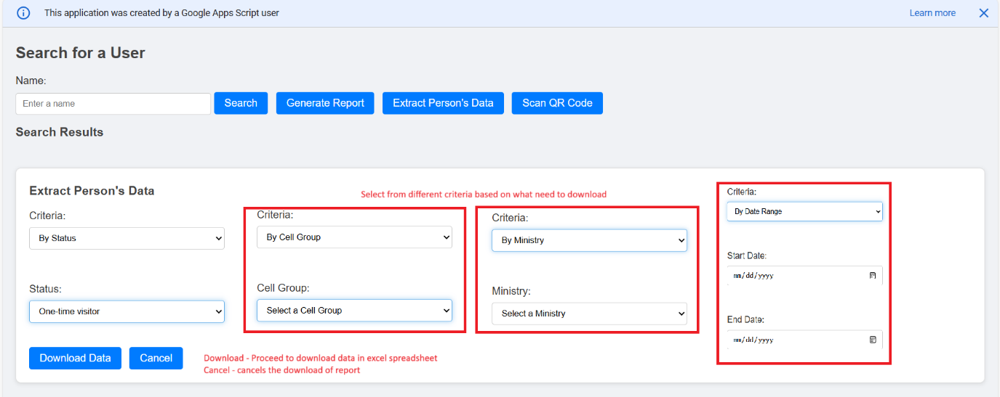 This application was created by a Google Apps Script user
Learn more
Search for a User
Name:
Enter a name
Search
Generate Report
Extract Person's Data
Scan QR Code
Search Results
Extract Person's Data
Select from different criteria based on what need to download
Criteria:
By Status
Status:
One-time visitor
Criteria:
By Cell Group
Cell Group:
Select a Cell Group
Criteria:
By Ministry
Ministry:
Select a Ministry
Criteria:
By Date Range
Start Date:
mm/dd/yyyy
End Date:
mm/dd/yyyy
Download Data
Cancel
Download - Proceed to download data in excel spreadsheet
Cancel - cancels the download of report